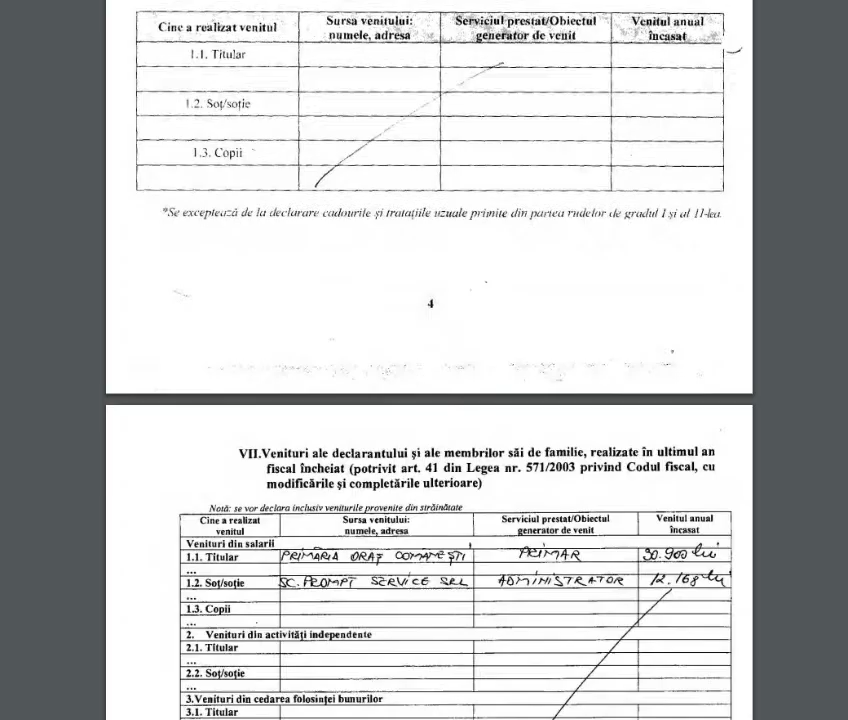 Cine a realizat venitul Sursa venitului: numele, adresa Serviciul prestat/Obiectul generator de venit Venitul anual încasat
1.1. Titular
1.2. Soţ/soţie
1.3. Copii
*Se exceptează de la declarare cadourile şi trataţiile uzuale primite din partea rudelor de gradul I şi al II-lea.
4
VII.Venituri ale declarantului şi ale membrilor săi de familie, realizate în ultimul an
fiscal încheiat (potrivit art. 41 din Legea nr. 571/2003 privind Codul fiscal, cu
modificările şi completările ulterioare)
Notă: se vor declara inclusiv veniturile provenite din străinătate
Cine a realizat venitul Sursa venitului: numele, adresa Serviciul prestat/Obiectul generator de venit Venitul anual încasat
Venituri din salarii
1.1. Titular PRIMĂRIA ORAŞ COMĂNEŞTI PRIMAR 30.900 lei
...
1.2. Soţ/soţie SC. PROMPT SERVICE SRL ADMINISTRATOR 12.168 lei
...
1.3. Copii
...
2. Venituri din activităţi independente
2.1. Titular
...
2.2. Soţ/soţie
...
3.Venituri din cedarea folosinţei bunurilor
3.1. Titular